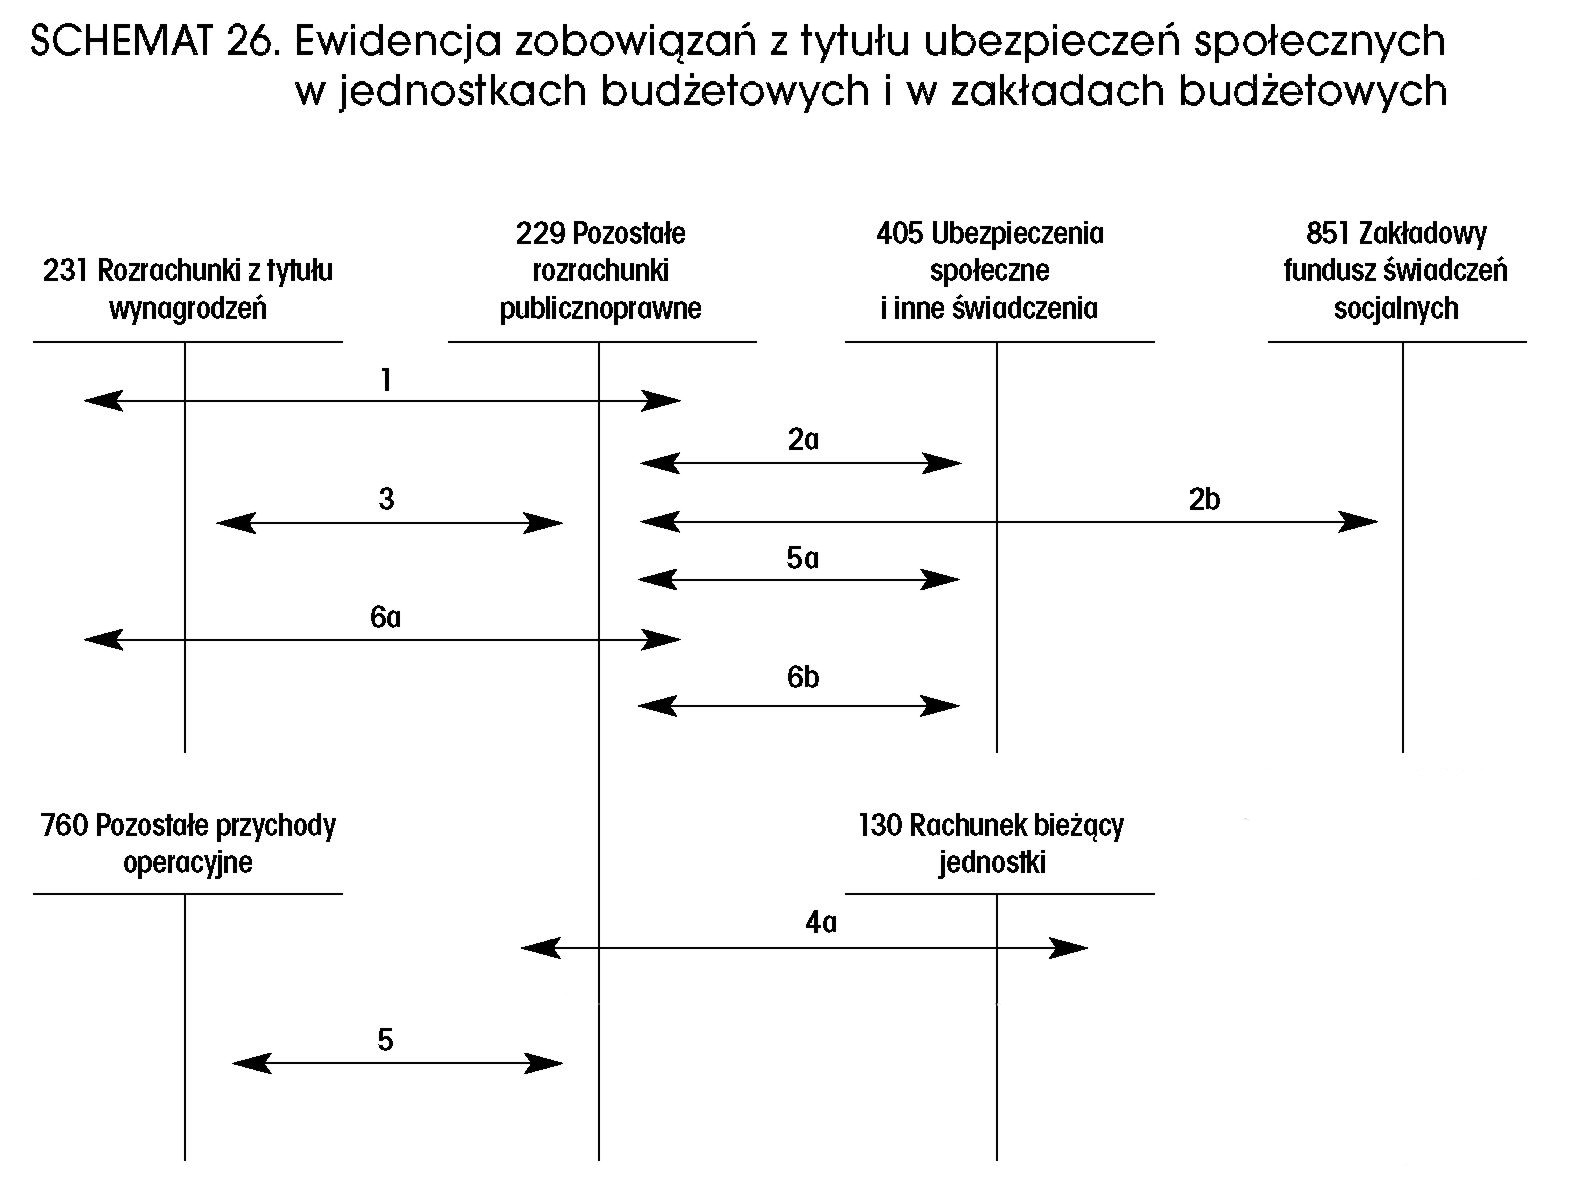 SCHEMAT 26. Ewidencja zobowiązań z tytułu ubezpieczeń społecznych
w jednostkach budżetowych i w zakładach budżetowych
231 Rozrachunki z tytułu
wynagrodzeń
229 Pozostałe
rozrachunki
publicznoprawne
405 Ubezpieczenia
społeczne
i inne świadczenia
851 Zakładowy
fundusz świadczeń
socjalnych
1
2a
3
2b
5a
6a
6b
760 Pozostałe przychody
operacyjne
130 Rachunek bieżący
jednostki
4a
5